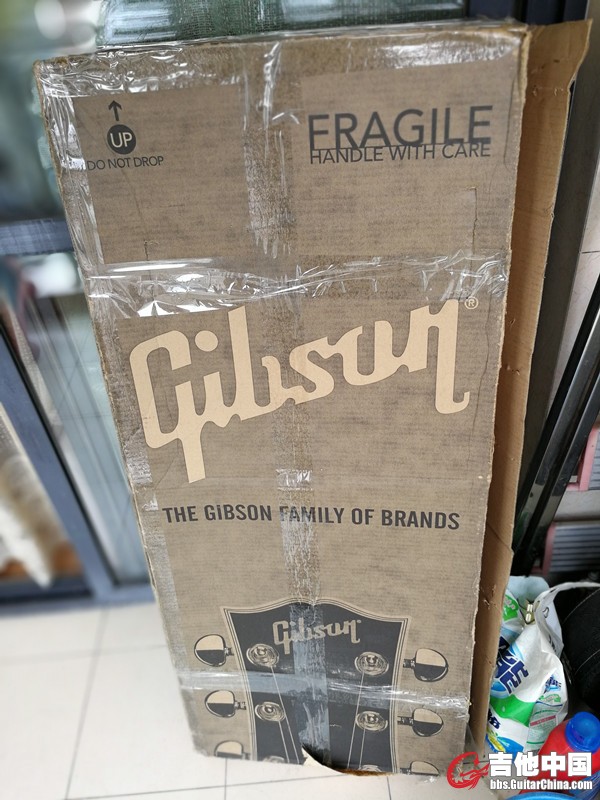 UP
DO NOT DROP
FRAGILE
HANDLE WITH CARE
Gibson®
THE GIBSON FAMILY OF BRANDS
Gibson
吉他中国
bbs.GuitarChina.com